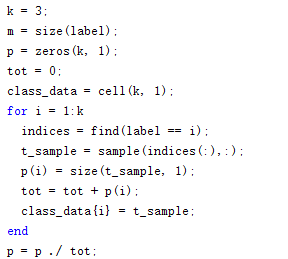 k = 3;
m = size(label);
p = zeros(k, 1);
tot = 0;
class_data = cell(k, 1);
for i = 1:k
  indices = find(label == i);
  t_sample = sample(indices(:),:);
  p(i) = size(t_sample, 1);
  tot = tot + p(i);
  class_data{i} = t_sample;
end
p = p ./ tot;